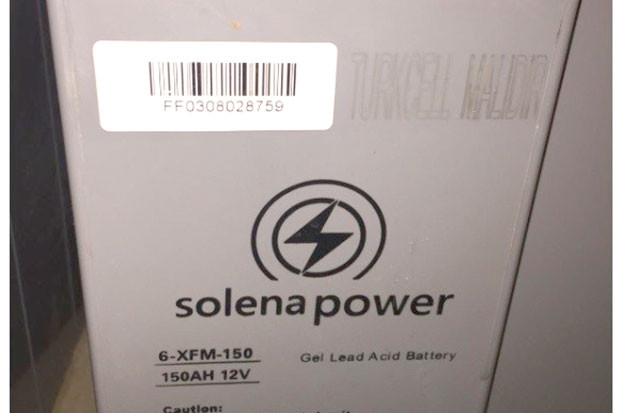 FF0308028759
TURKCELL MALIDIR
solenapower
6-XFM-150 Gel Lead Acid Battery
150AH 12V
Caution: